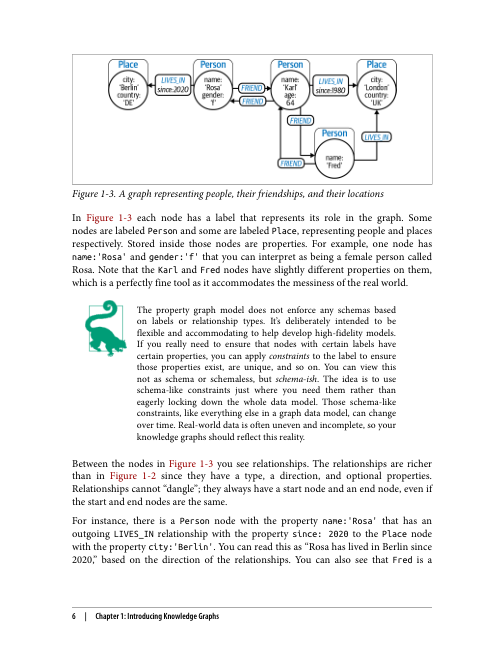 Place
Person
Person
Place
city:
'Berlin'
country:
'DE'
LIVES_IN
since:2020
name:
'Rosa'
gender:
'f'
FRIEND
FRIEND
name:
'Karl'
age:
64
LIVES_IN
since:1980
city:
'London'
country:
'UK'
FRIEND
Person
LIVES_IN
FRIEND
name:
'Fred'
Figure 1-3. A graph representing people, their friendships, and their locations
In Figure 1-3 each node has a label that represents its role in the graph. Some
nodes are labeled Person and some are labeled Place, representing people and places
respectively. Stored inside those nodes are properties. For example, one node has
name:'Rosa' and gender:'f' that you can interpret as being a female person called
Rosa. Note that the Karl and Fred nodes have slightly different properties on them,
which is a perfectly fine tool as it accommodates the messiness of the real world.
The property graph model does not enforce any schemas based
on labels or relationship types. It's deliberately intended to be
flexible and accommodating to help develop high-fidelity models.
If you really need to ensure that nodes with certain labels have
certain properties, you can apply constraints to the label to ensure
those properties exist, are unique, and so on. You can view this
not as schema or schemaless, but schema-ish. The idea is to use
schema-like constraints just where you need them rather than
eagerly locking down the whole data model. Those schema-like
constraints, like everything else in a graph data model, can change
over time. Real-world data is often uneven and incomplete, so your
knowledge graphs should reflect this reality.
Between the nodes in Figure 1-3 you see relationships. The relationships are richer
than in Figure 1-2 since they have a type, a direction, and optional properties.
Relationships cannot “dangle”; they always have a start node and an end node, even if
the start and end nodes are the same.
For instance, there is a Person node with the property name:'Rosa' that has an
outgoing LIVES_IN relationship with the property since: 2020 to the Place node
with the property city:'Berlin'. You can read this as “Rosa has lived in Berlin since
2020,” based on the direction of the relationships. You can also see that Fred is a
6 | Chapter 1: Introducing Knowledge Graphs